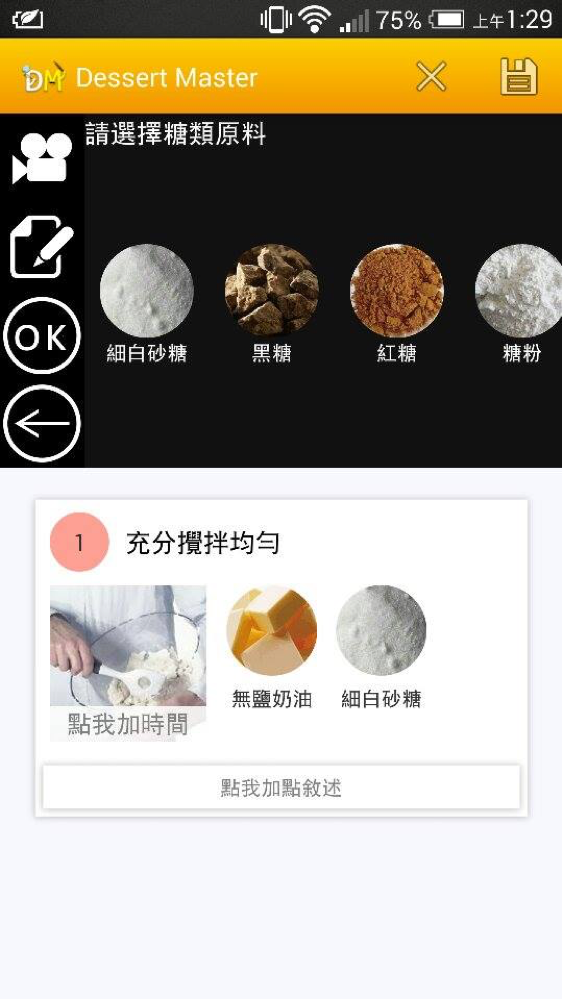 75% 上午1:29
DM Dessert Master
請選擇糖類原料
細白砂糖 黑糖 紅糖 糖粉
OK
1 充分攪拌均勻
無鹽奶油 細白砂糖
點我加時間
點我加點敘述